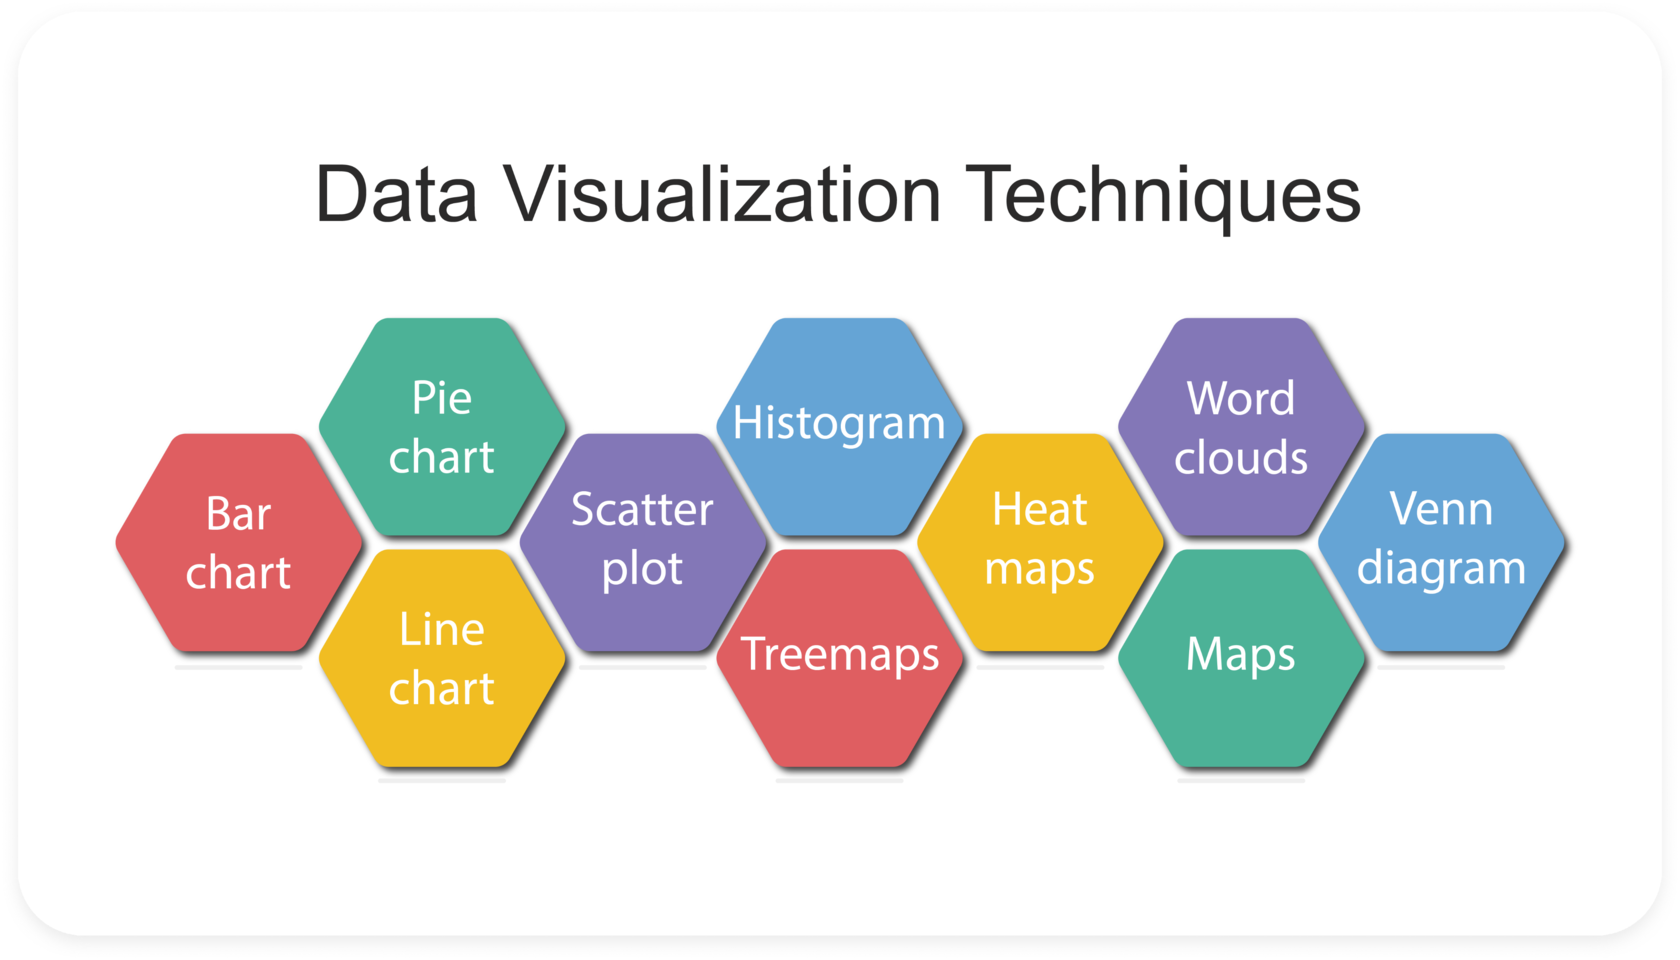 Data Visualization Techniques
Bar
chart
Pie
chart
Line
chart
Scatter
plot
Histogram
Treemaps
Heat
maps
Word
clouds
Maps
Venn
diagram